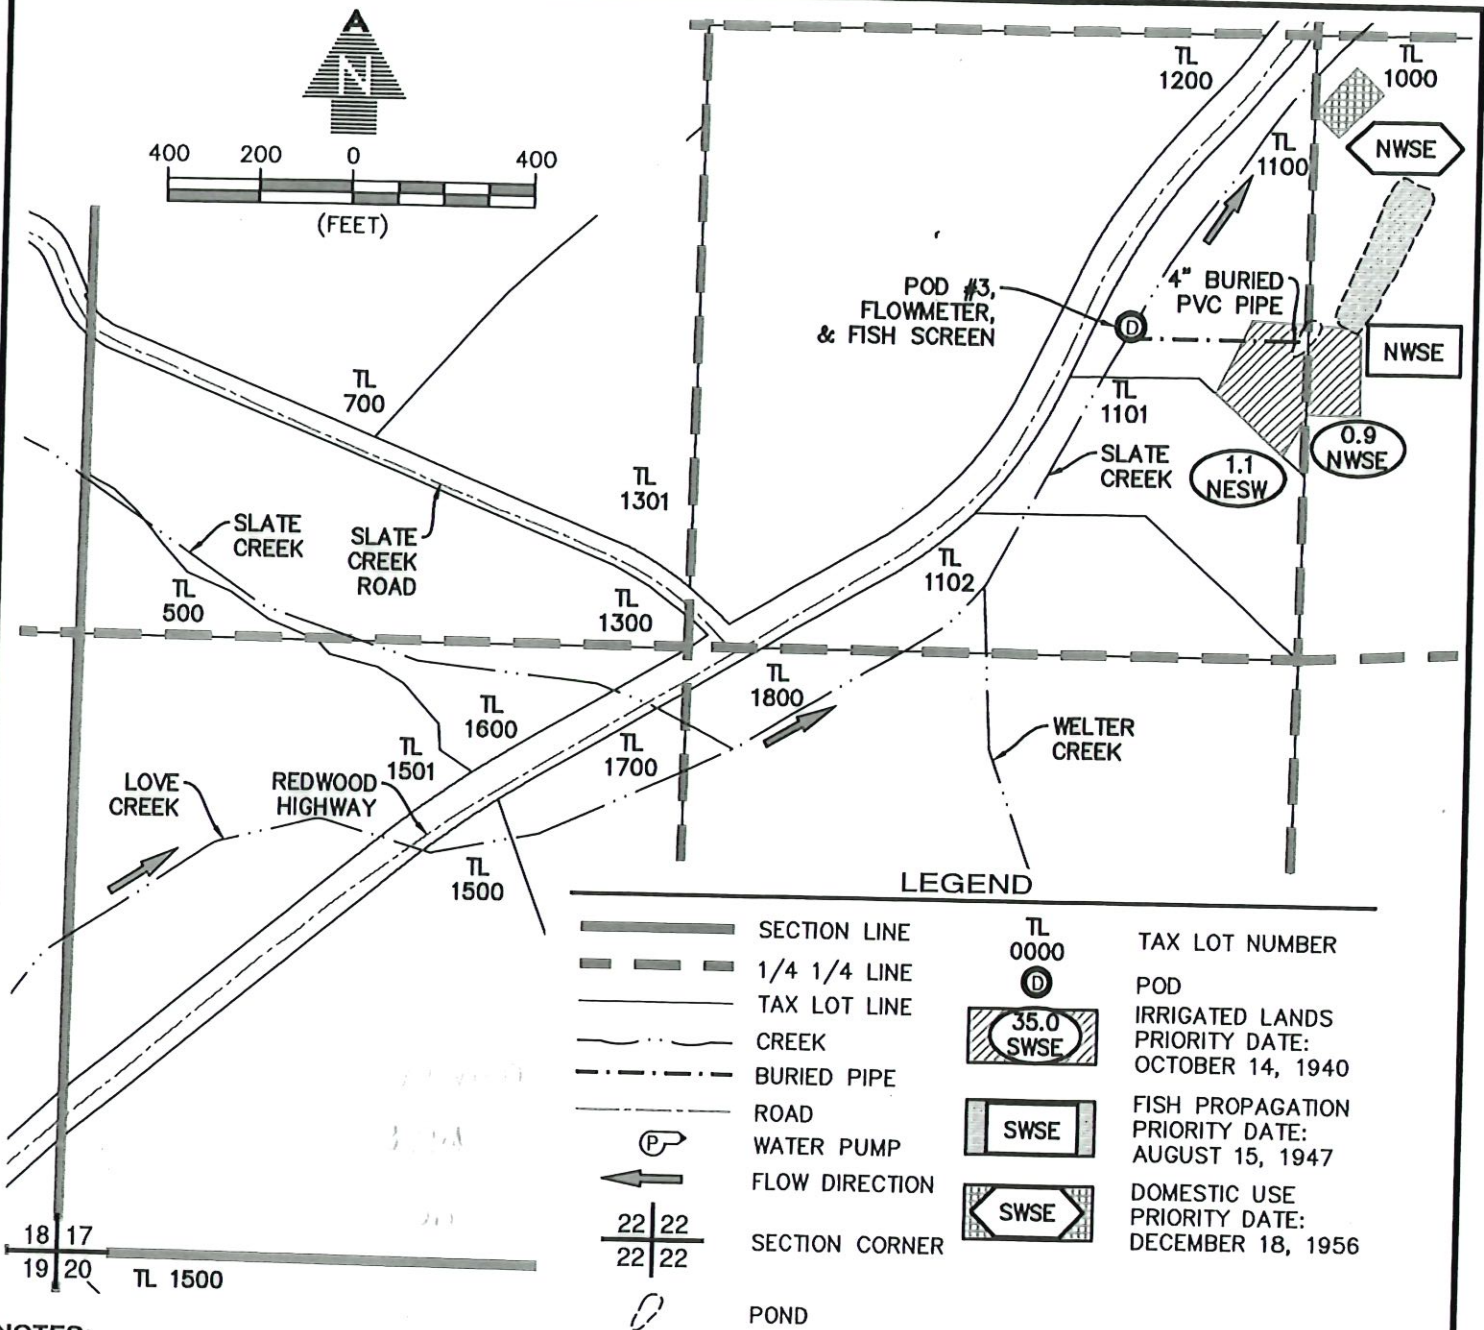 A
N
400 200 0 400
(FEET)
TL
1200
TL
1000
NWSE
TL
1100
POD #3,
FLOWMETER,
& FISH SCREEN
D
4" BURIED
PVC PIPE
NWSE
TL
1101
SLATE
CREEK
1.1
NESW
0.9
NWSE
TL
700
TL
1301
SLATE
CREEK
SLATE
CREEK
ROAD
TL
500
TL
1300
TL
1102
TL
1800
TL
1600
TL
1501
TL
1700
WELTER
CREEK
LOVE
CREEK
REDWOOD
HIGHWAY
TL
1500
18 17
19 20
TL 1500
LEGEND
SECTION LINE
1/4 1/4 LINE
TAX LOT LINE
CREEK
BURIED PIPE
ROAD
P
WATER PUMP
FLOW DIRECTION
22 22
22 22
SECTION CORNER
POND
TL
0000
TAX LOT NUMBER
D
POD
35.0
SWSE
IRRIGATED LANDS
PRIORITY DATE:
OCTOBER 14, 1940
SWSE
FISH PROPAGATION
PRIORITY DATE:
AUGUST 15, 1947
SWSE
DOMESTIC USE
PRIORITY DATE:
DECEMBER 18, 1956
NOTES: